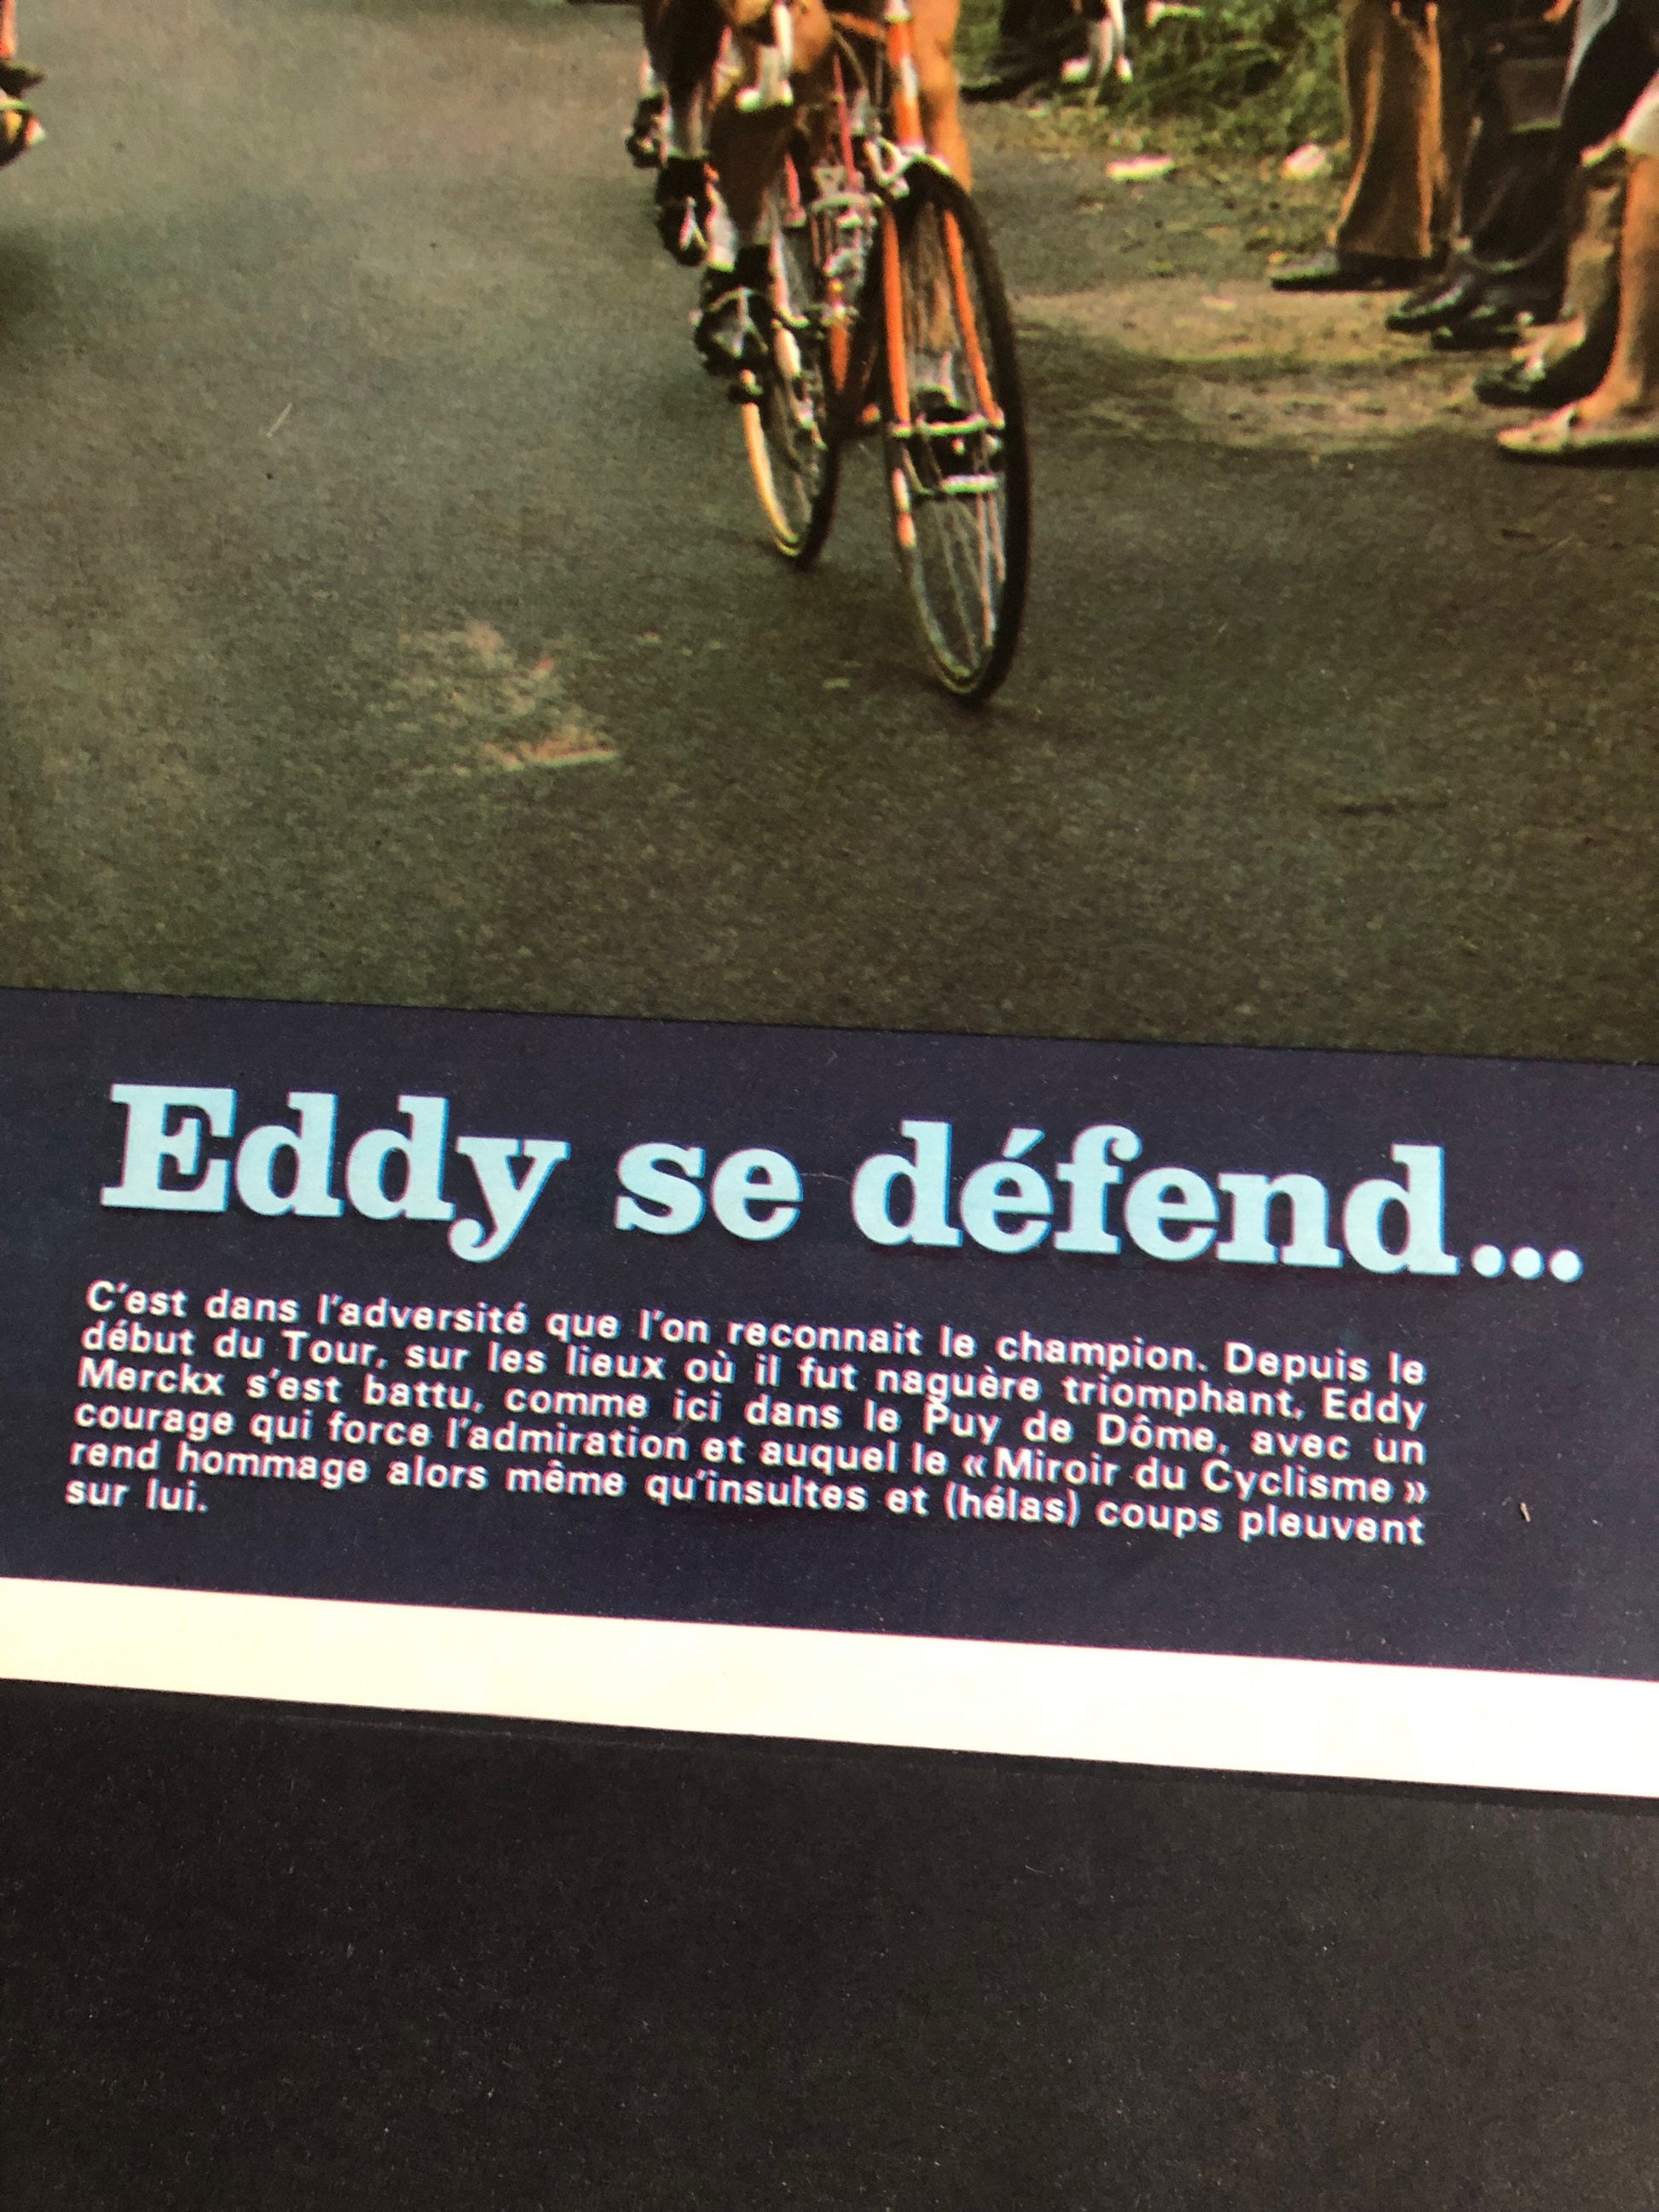 Eddy se défend...
C'est dans l'adversité que l'on reconnait le champion. Depuis le
début du Tour, sur les lieux où il fut naguère triomphant, Eddy
Merckx s'est battu, comme ici dans le Puy de Dôme, avec un
courage qui force l'admiration et auquel le « Miroir du Cyclisme »
rend hommage alors même qu'insultes et (hélas) coups pleuvent
sur lui.